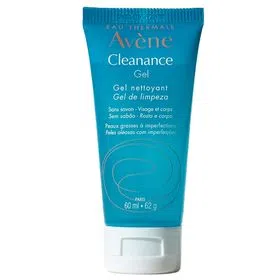 EAU THERMALE
Avène
Cleanance
Gel
Gel nettoyant
Gel de limpeza
Sans savon - Visage et corps
Sem sabão - Rosto e corpo
Peaux grasses à imperfections
Peles oleosas com imperfeições
PARIS
60 ml • 62 g